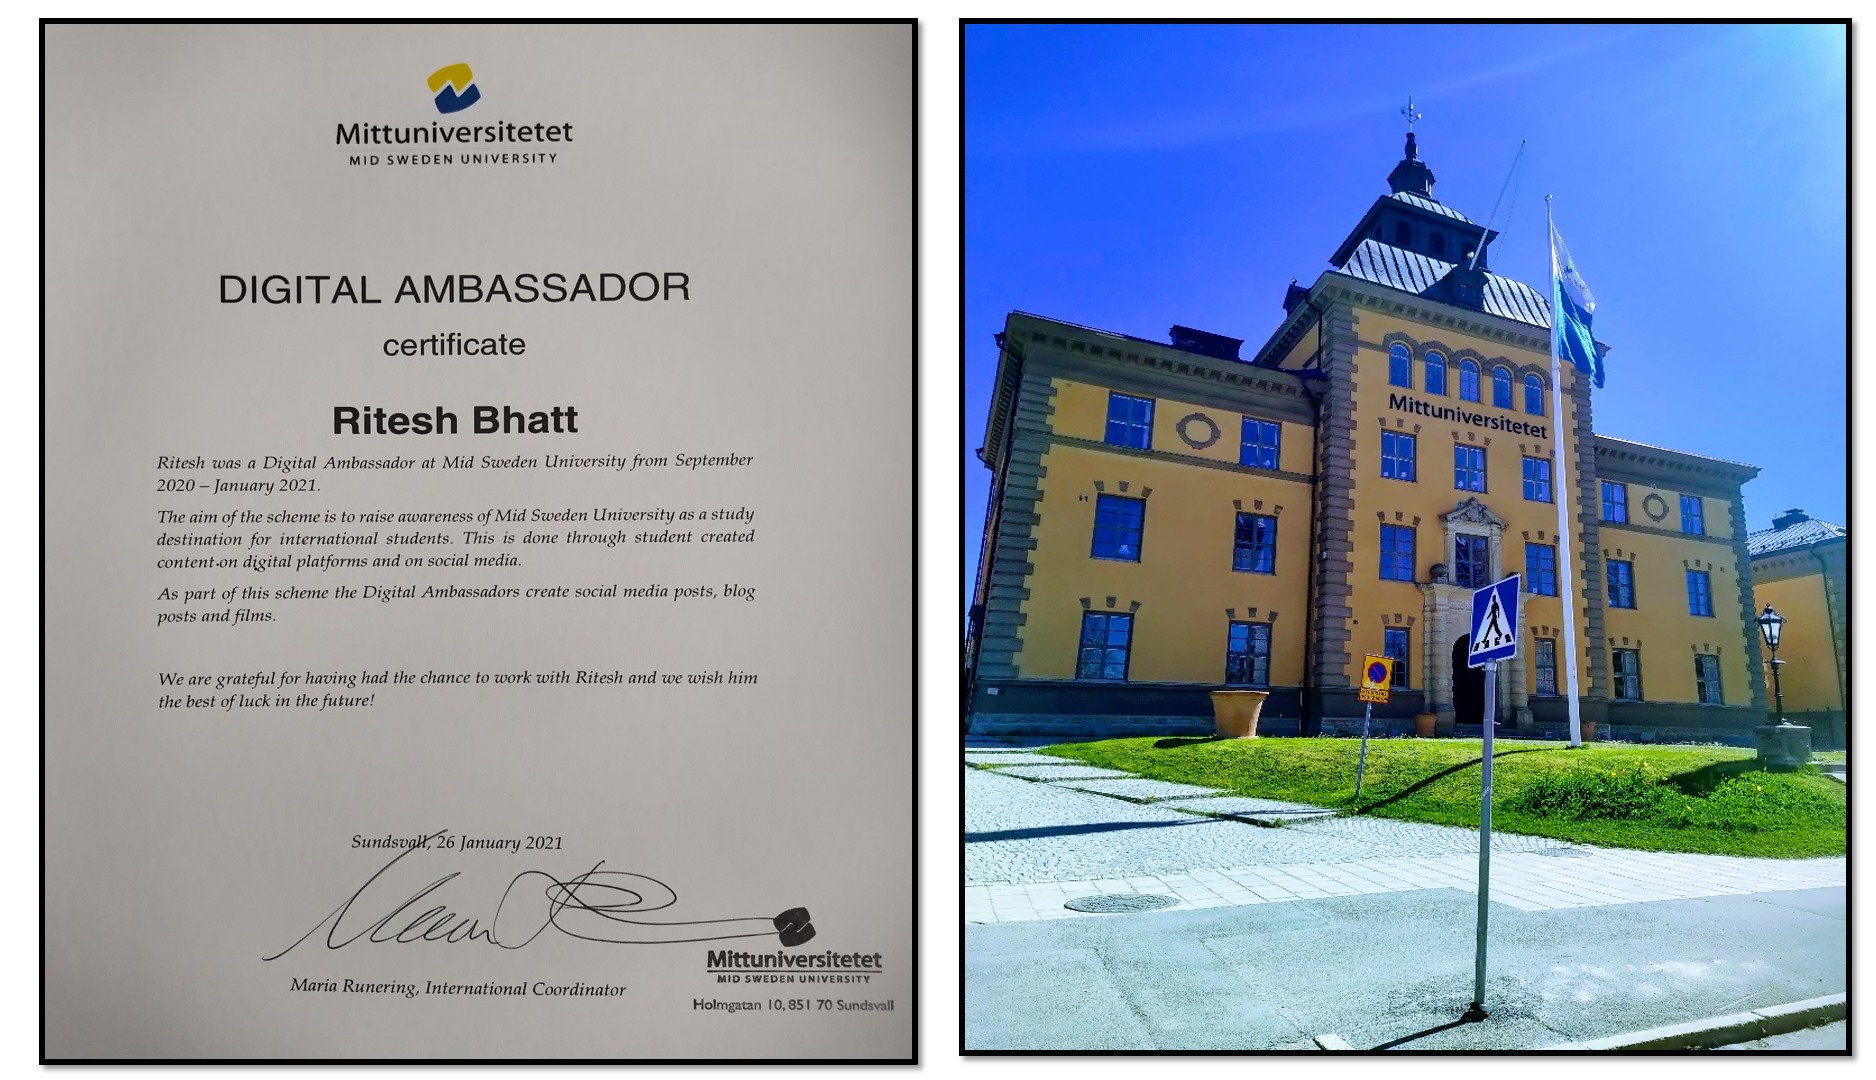 Mittuniversitetet
MID SWEDEN UNIVERSITY
DIGITAL AMBASSADOR
certificate
Ritesh Bhatt
Ritesh was a Digital Ambassador at Mid Sweden University from September
2020 – January 2021.
The aim of the scheme is to raise awareness of Mid Sweden University as a study
destination for international students. This is done through student created
content on digital platforms and on social media.
As part of this scheme the Digital Ambassadors create social media posts, blog
posts and films.
We are grateful for having had the chance to work with Ritesh and we wish him
the best of luck in the future!
Sundsvall, 26 January 2021
Maria Runering, International Coordinator
Mittuniversitetet
MID SWEDEN UNIVERSITY
Holmgatan 10, 851 70 Sundsvall
Mittuniversitetet